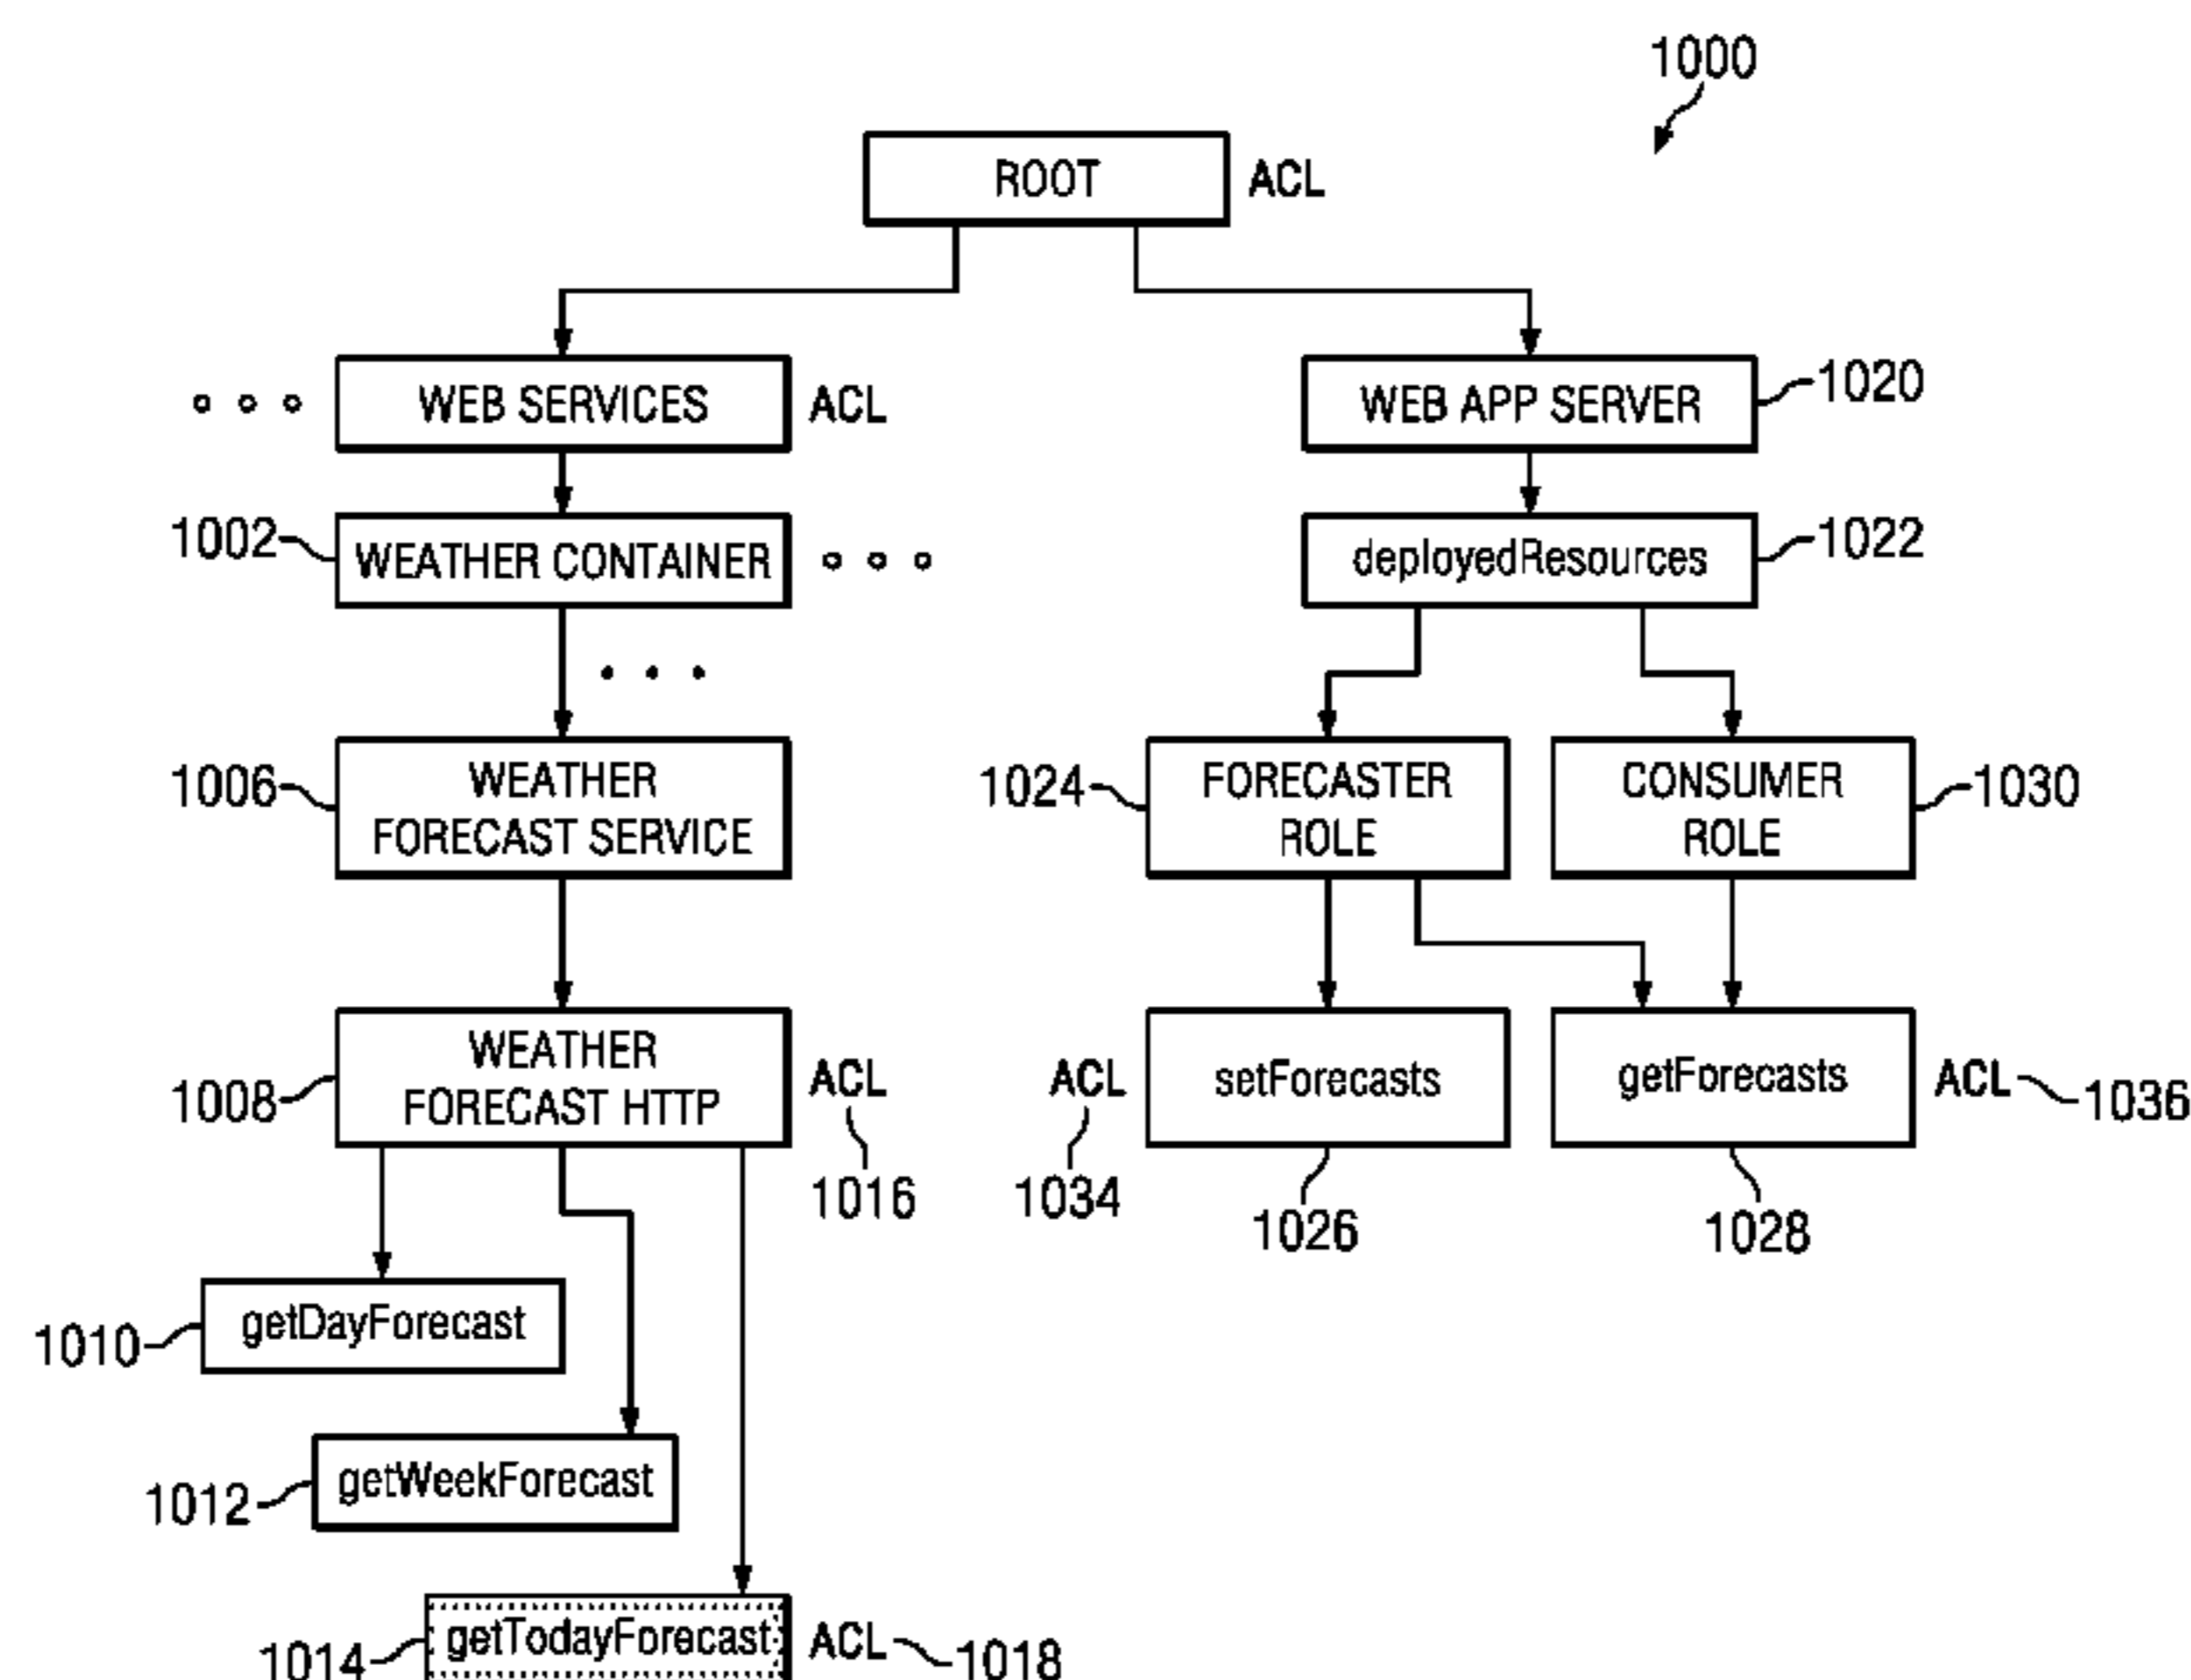 1000
ROOT ACL
WEB SERVICES ACL
WEB APP SERVER 1020
1002 WEATHER CONTAINER
deployedResources 1022
1006 WEATHER
FORECAST SERVICE
1024 FORECASTER
ROLE
CONSUMER
ROLE 1030
1008 WEATHER
FORECAST HTTP
ACL
1016
ACL
1034
setForecasts
1026
getForecasts
1028
ACL 1036
1010 getDayForecast
1012 getWeekForecast
1014 getTodayForecast ACL 1018